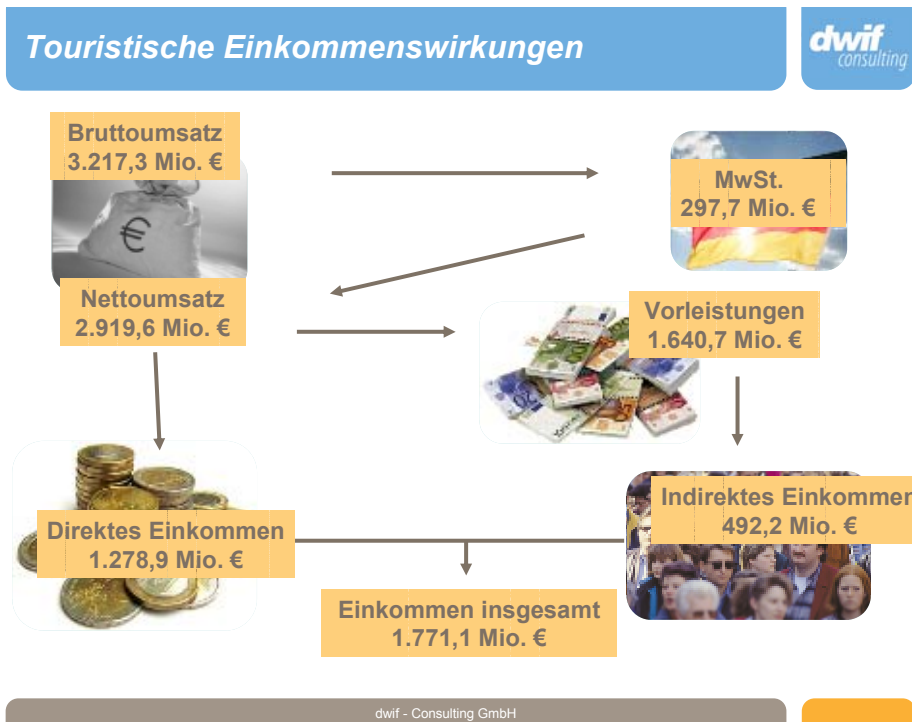 Touristische Einkommenswirkungen
dwif
consulting
Bruttoumsatz
3.217,3 Mio. €
MwSt.
297,7 Mio. €
€
Nettoumsatz
2.919,6 Mio. €
Vorleistungen
1.640,7 Mio. €
Direktes Einkommen
1.278,9 Mio. €
Indirektes Einkommen
492,2 Mio. €
Einkommen insgesamt
1.771,1 Mio. €
dwif - Consulting GmbH